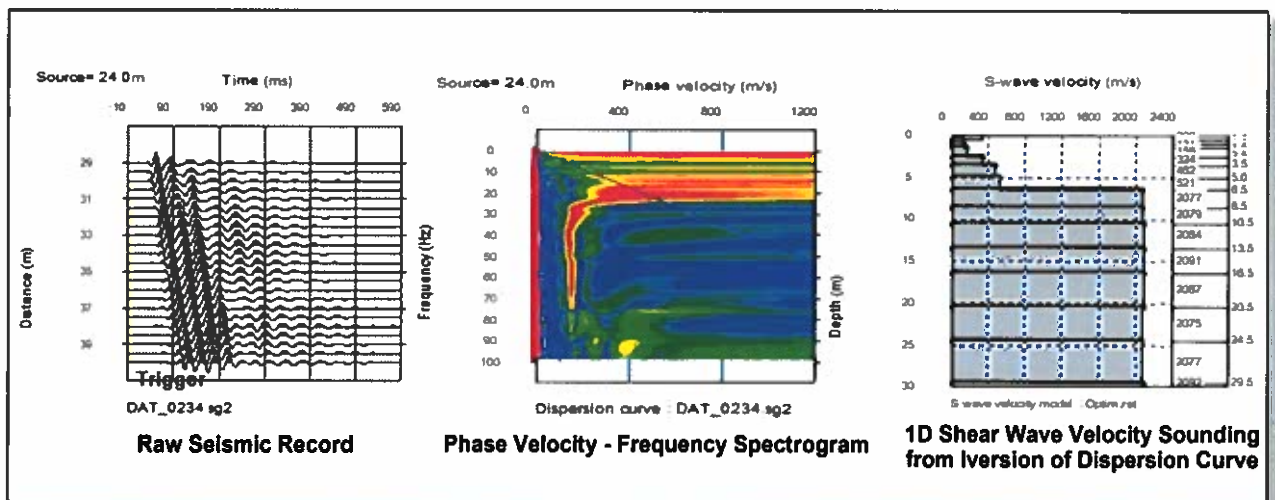 Source= 24.0m Time (ms)
-10 90 190 290 390 490 590
29
31
33
35
37
39
Distance (m)
Trigger
DAT_0234.sg2
Raw Seismic Record
Source= 24.0m Phase velocity (m/s)
0 400 800 1200
0
10
20
30
40
50
60
70
80
90
100
Frequency (Hz)
Dispersion curve : DAT_0234.sg2
Phase Velocity - Frequency Spectrogram
S-wave velocity (m/s)
0 400 800 1200 1600 2000 2400
0
5
10
15
20
25
30
Depth (m)
324 3.5
462 5.0
521 6.5
2077 8.5
2079 10.5
2084 13.5
2091 16.5
2087 20.5
2075 24.5
2077 29.5
2092
S-wave velocity model : Optim.rst
1D Shear Wave Velocity Sounding
from Iversion of Dispersion Curve